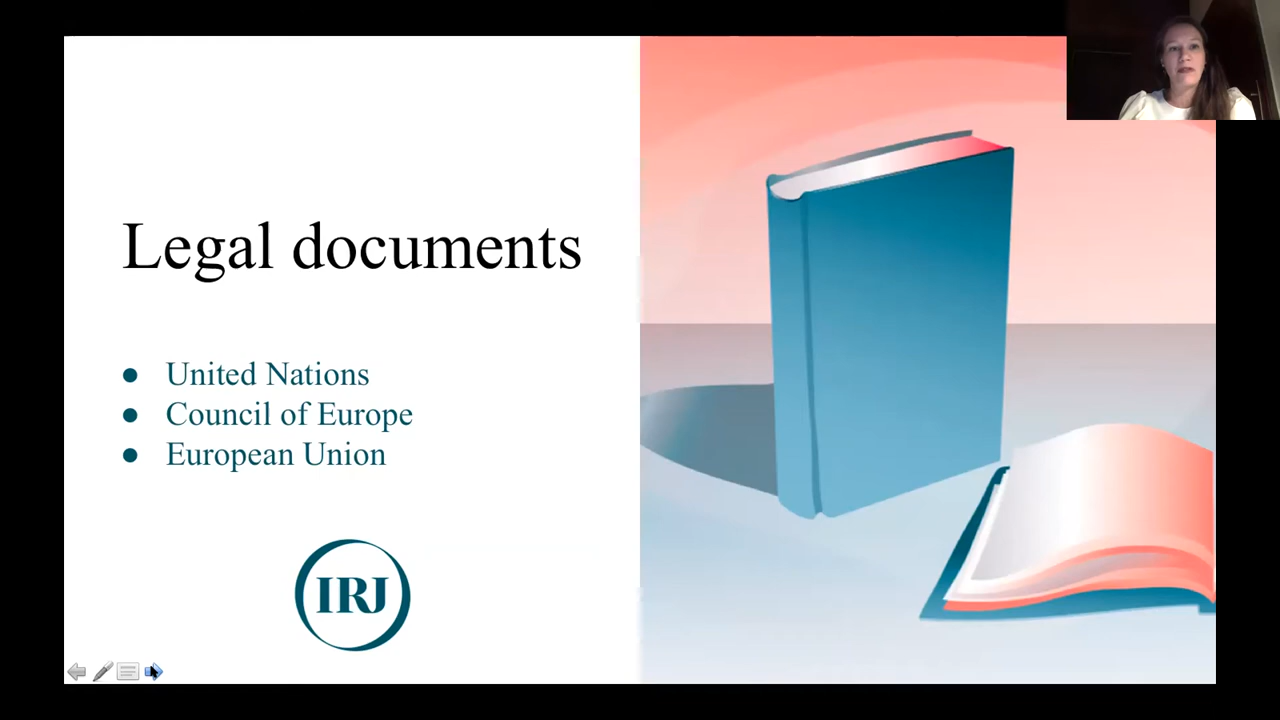 Legal documents
● United Nations
● Council of Europe
● European Union
IRJ